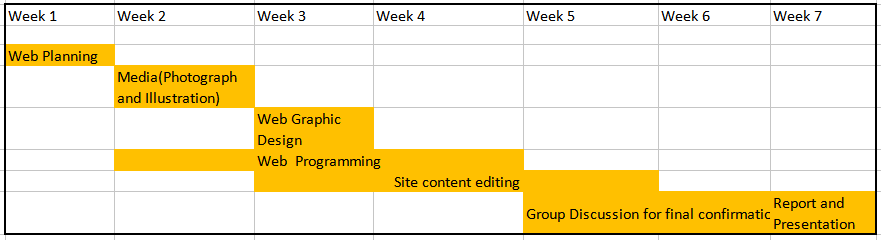 Week 1 Week 2 Week 3 Week 4 Week 5 Week 6 Week 7
Web Planning
Media(Photograph
and Illustration)
Web Graphic
Design
Web  Programming
Site content editing
Group Discussion for final confirmatic
Report and
Presentation